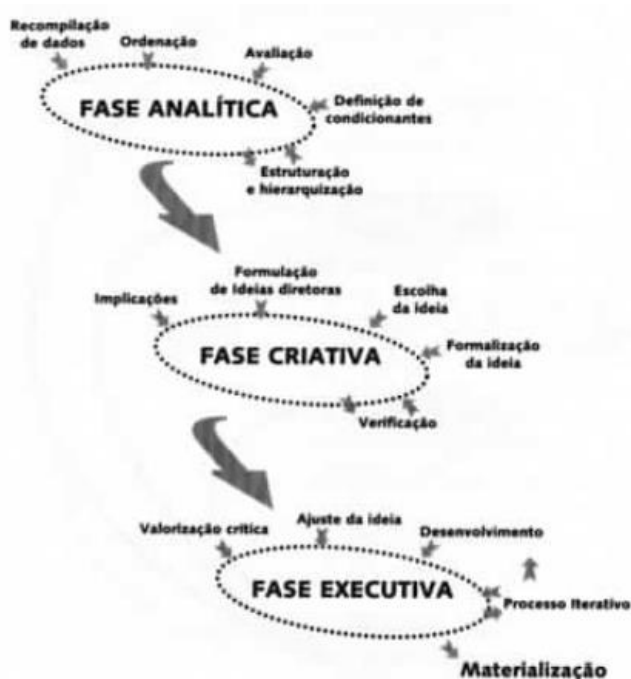 Recompilação
de dados
Ordenação
Avaliação
FASE ANALÍTICA
Definição de
condicionantes
Estruturação
e hierarquização
Formulação
de ideias diretoras
Implicações
Escolha
da ideia
FASE CRIATIVA
Formalização
da ideia
Verificação
Valorização crítica
Ajuste da ideia
Desenvolvimento
FASE EXECUTIVA
Processo Iterativo
Materialização